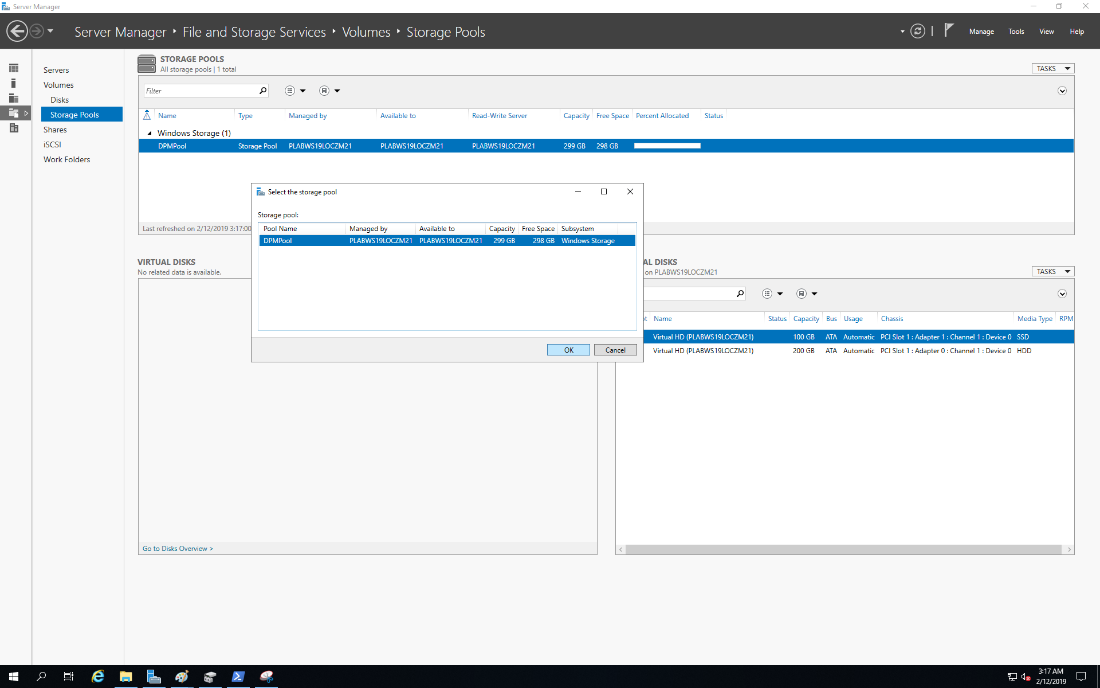 Server Manager
Server Manager ‣ File and Storage Services ‣ Volumes ‣ Storage Pools
Manage Tools View Help
Servers
Volumes
Disks
Storage Pools
Shares
iSCSI
Work Folders
STORAGE POOLS
All storage pools | 1 total
TASKS
Filter
Name Type Managed by Available to Read-Write Server Capacity Free Space Percent Allocated Status
Windows Storage (1)
DPMPool Storage Pool PLABWS19LOCZM21 PLABWS19LOCZM21 PLABWS19LOCZM21 299 GB 298 GB
Last refreshed on 2/12/2019 3:17:00
Select the storage pool
Storage pool:
Pool Name Managed by Available to Capacity Free Space Subsystem
DPMPool PLABWS19LOCZM21 PLABWS19LOCZM21 299 GB 298 GB Windows Storage
OK Cancel
VIRTUAL DISKS
No related data is available.
Go to Disks Overview >
AL DISKS
on PLABWS19LOCZM21
TASKS
Name Status Capacity Bus Usage Chassis Media Type RPM
Virtual HD (PLABWS19LOCZM21) 100 GB ATA Automatic PCI Slot 1 : Adapter 1 : Channel 1 : Device 0 SSD
Virtual HD (PLABWS19LOCZM21) 200 GB ATA Automatic PCI Slot 1 : Adapter 0 : Channel 1 : Device 0 HDD
3:17 AM
2/12/2019